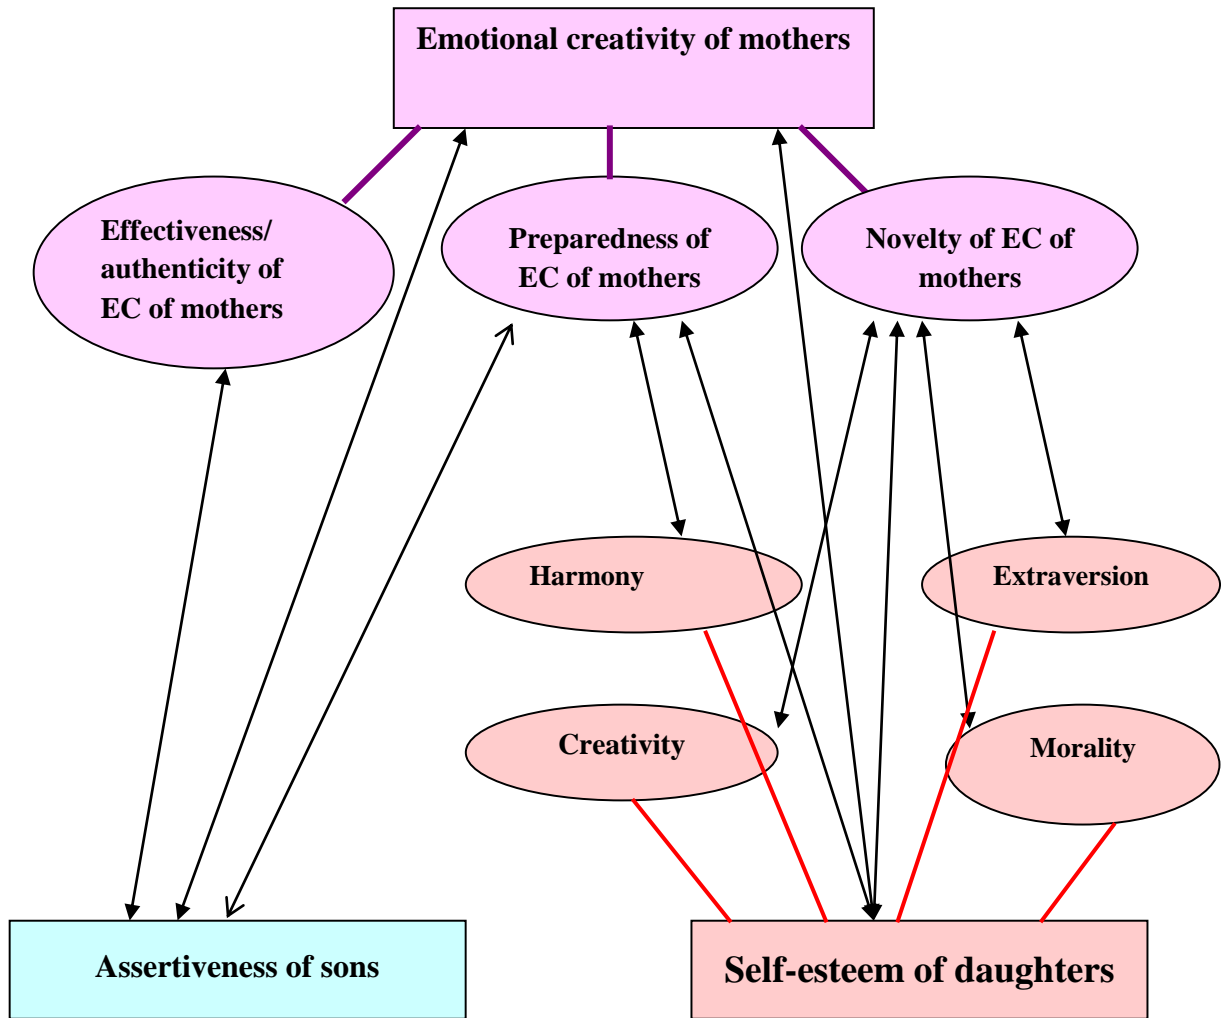 Emotional creativity of mothers
Effectiveness/
authenticity of
EC of mothers
Preparedness of
EC of mothers
Novelty of EC of
mothers
Harmony
Extraversion
Creativity
Morality
Assertiveness of sons
Self-esteem of daughters